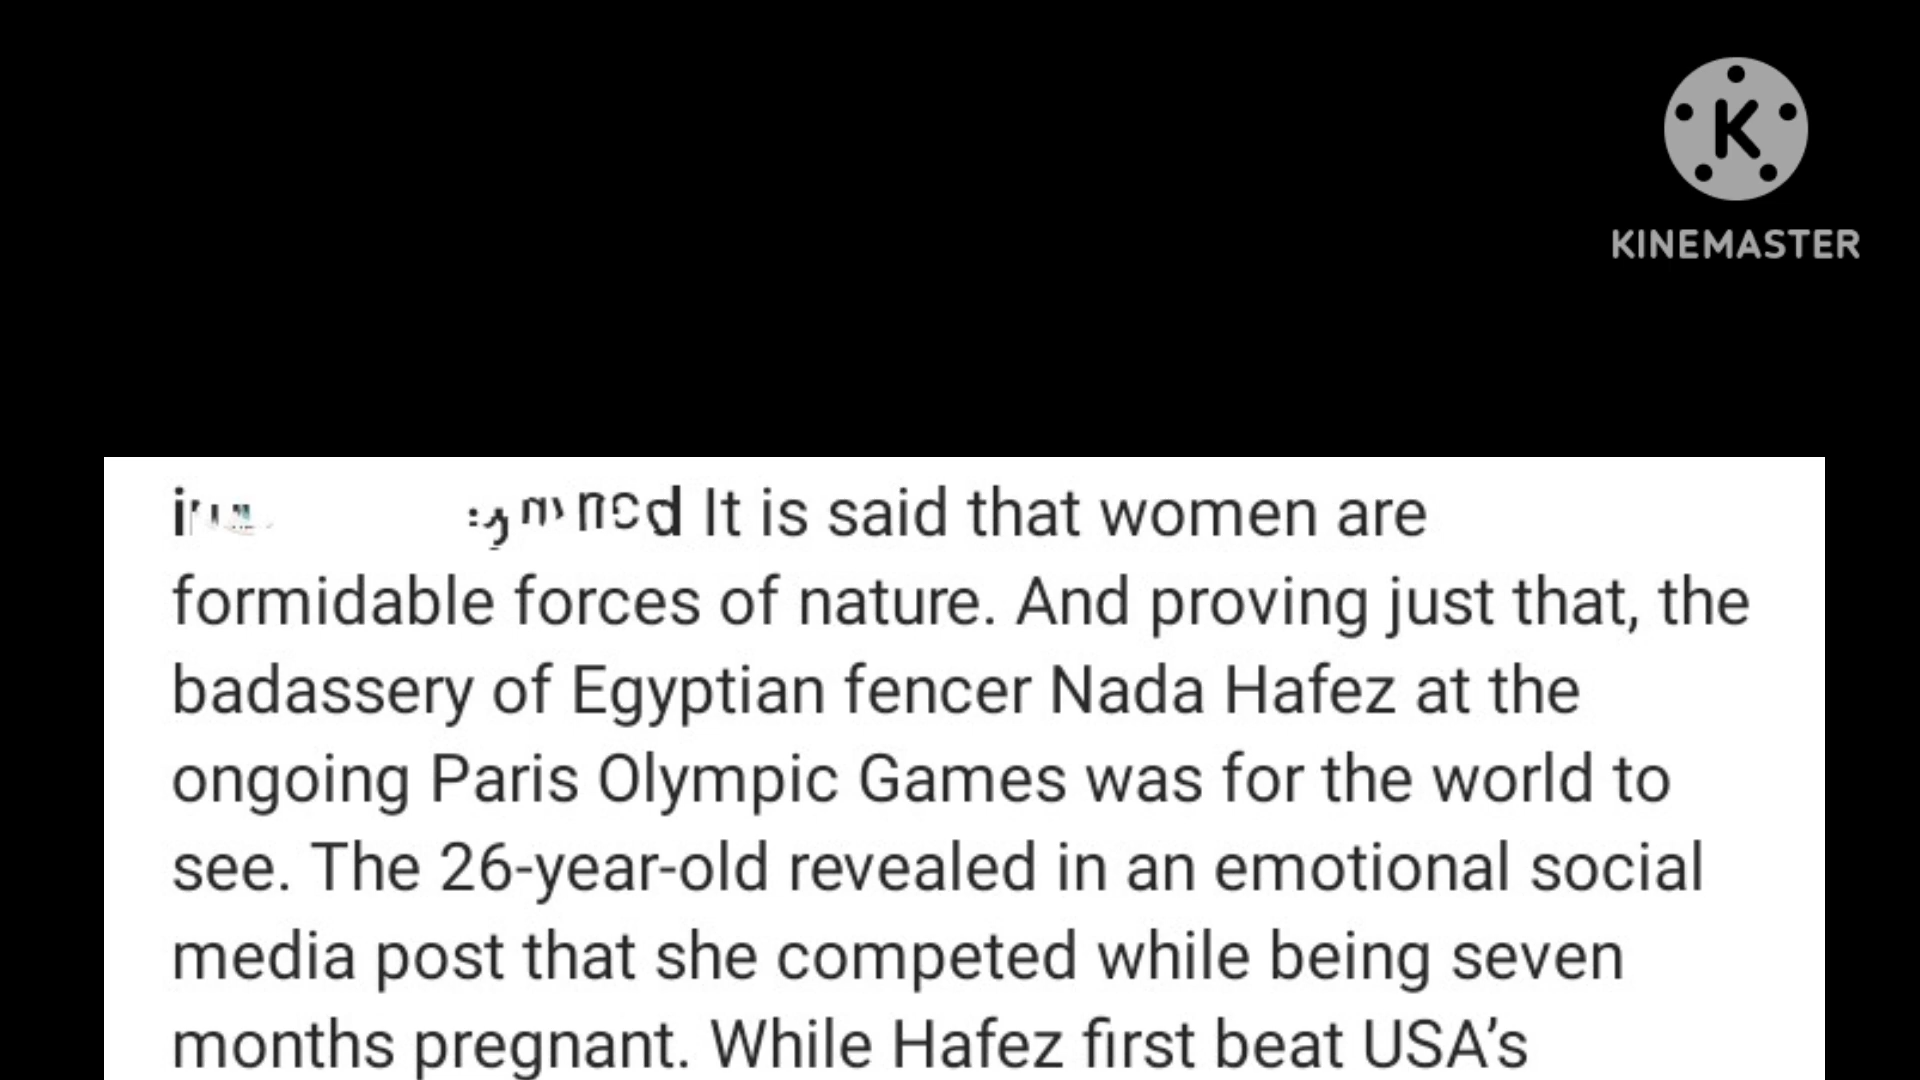 KINEMASTER
It is said that women are
formidable forces of nature. And proving just that, the
badassery of Egyptian fencer Nada Hafez at the
ongoing Paris Olympic Games was for the world to
see. The 26-year-old revealed in an emotional social
media post that she competed while being seven
months pregnant. While Hafez first beat USA’s